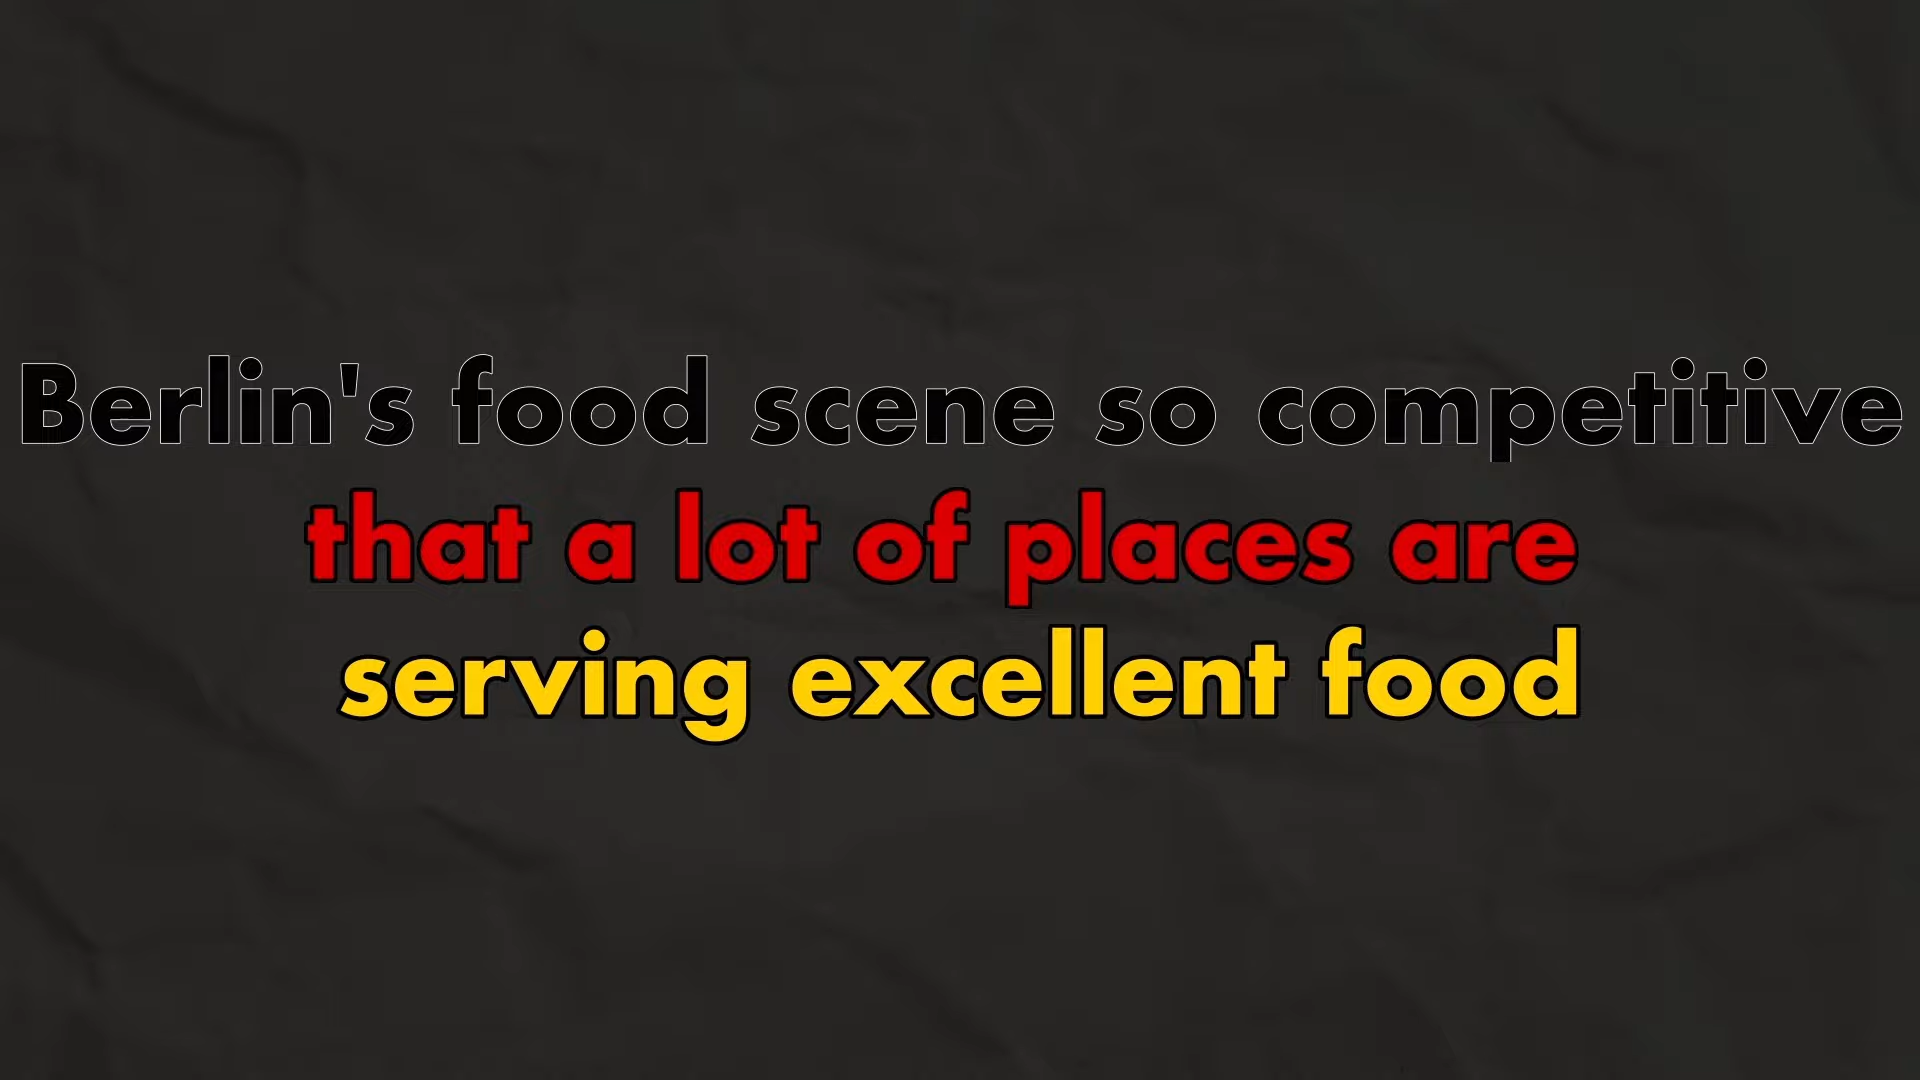 Berlin's food scene so competitive
that a lot of places are
serving excellent food